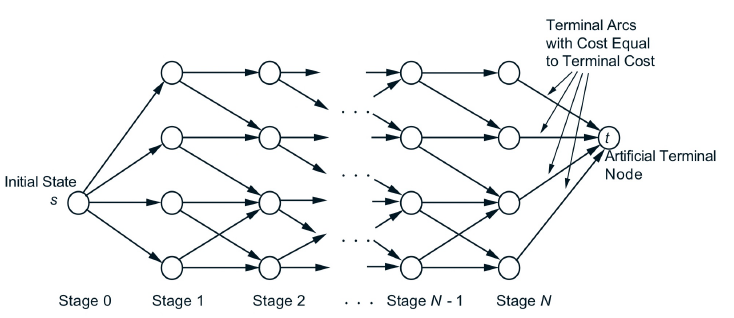 Terminal Arcs
with Cost Equal
to Terminal Cost
. . .
t
Artificial Terminal
Node
Initial State
s
. . .
. . .
Stage 0 Stage 1 Stage 2 . . . Stage N - 1 Stage N